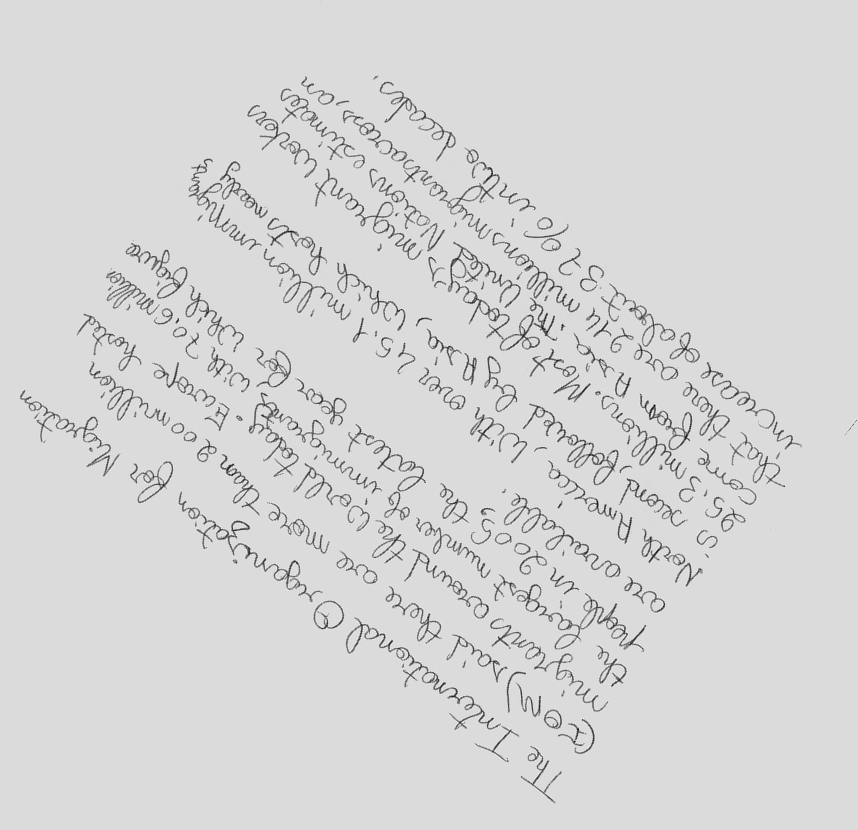 The International Organization for Migration
(IOM) said there are more than 200 million
migrants around the world today. Europe hosted
the largest number of immigrants, with 70.6 million
people in 2005, the latest year for which figure
are available.
North America, with over 45.1 million immigrants
is second, followed by Asia, which hosts nearly
25.3 millions. Most of today's migrant workers
come from Asia. The United Nations estimates
that there are 214 millions migrants across, an
increase of about 37% in two decades.